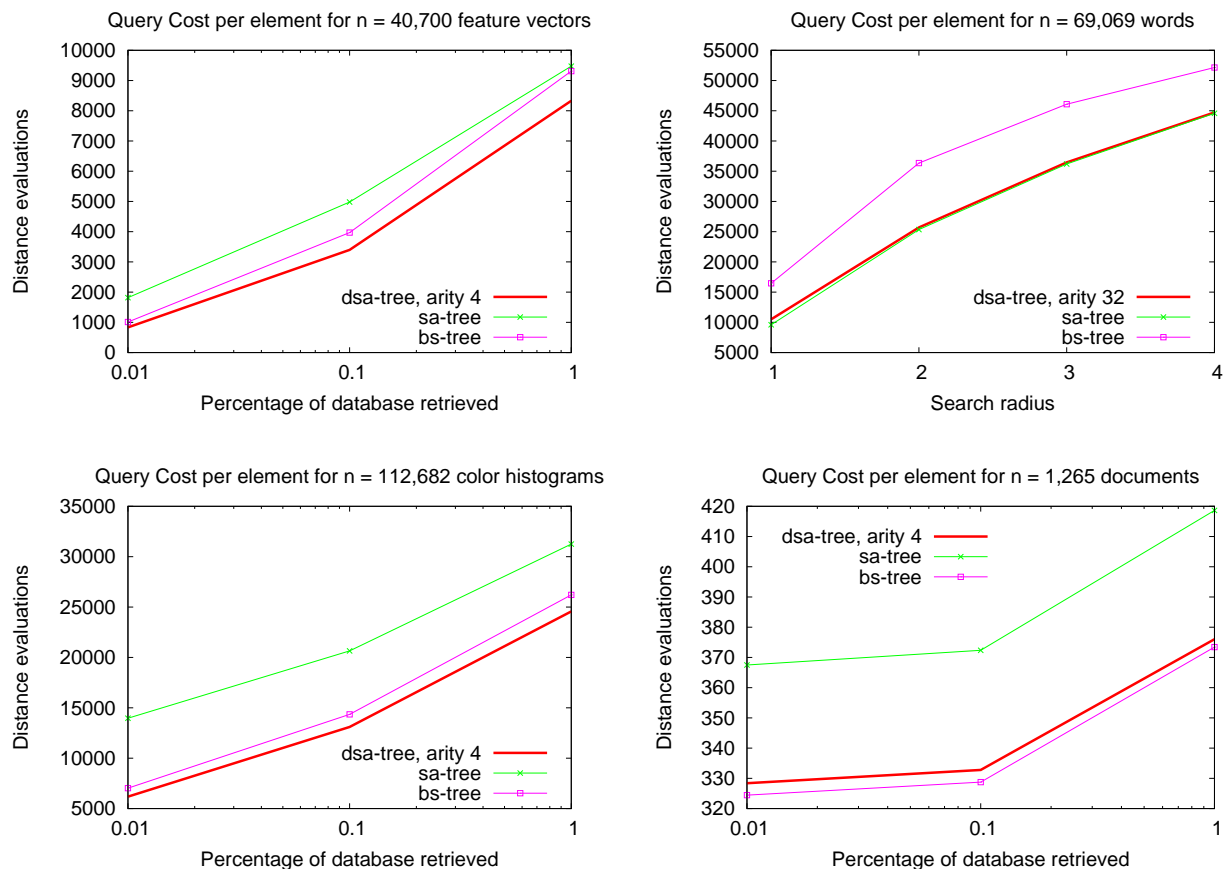 Query Cost per element for n = 40,700 feature vectors
10000
9000
8000
7000
6000
5000
4000
3000
2000
1000
0
Distance evaluations
dsa-tree, arity 4
sa-tree
bs-tree
0.01 0.1 1
Percentage of database retrieved
Query Cost per element for n = 69,069 words
55000
50000
45000
40000
35000
30000
25000
20000
15000
10000
5000
Distance evaluations
dsa-tree, arity 32
sa-tree
bs-tree
1 2 3 4
Search radius
Query Cost per element for n = 112,682 color histograms
35000
30000
25000
20000
15000
10000
5000
Distance evaluations
dsa-tree, arity 4
sa-tree
bs-tree
0.01 0.1 1
Percentage of database retrieved
Query Cost per element for n = 1,265 documents
420
410
400
390
380
370
360
350
340
330
320
Distance evaluations
dsa-tree, arity 4
sa-tree
bs-tree
0.01 0.1 1
Percentage of database retrieved